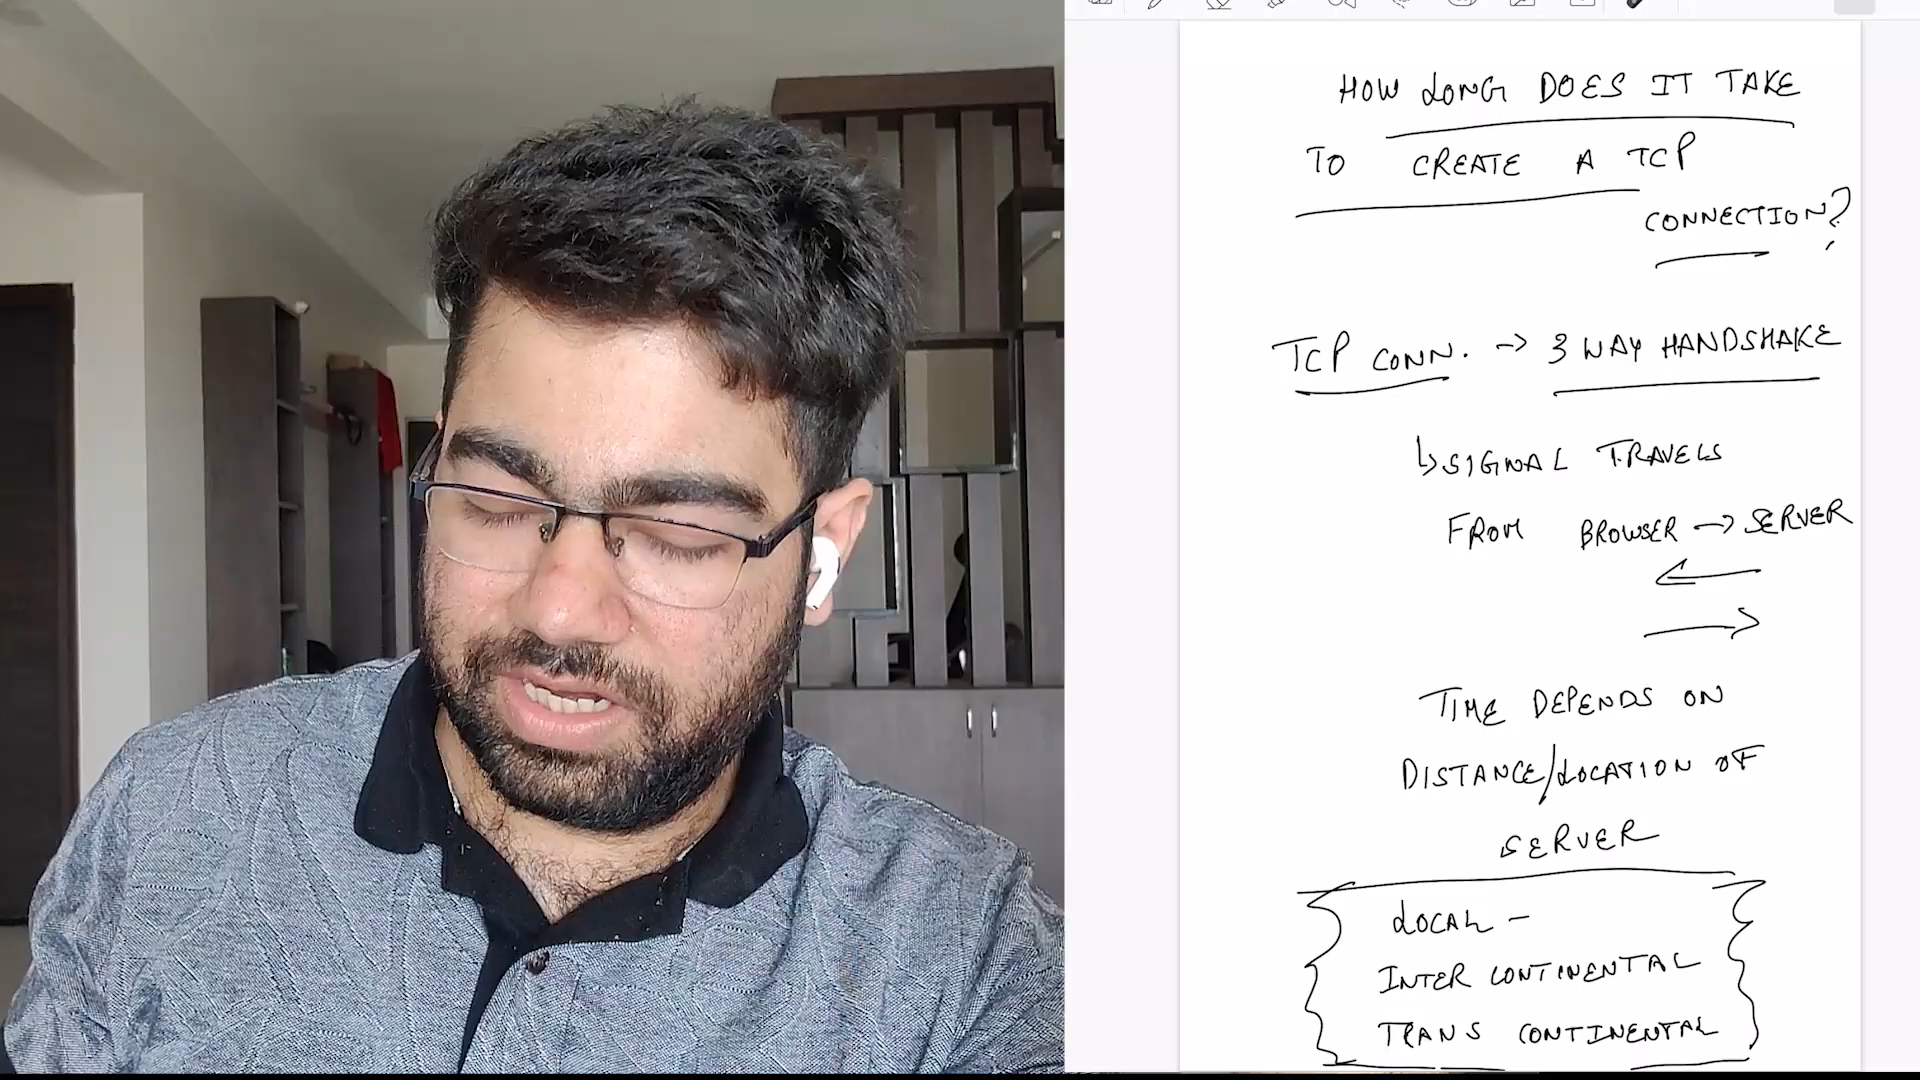 HOW LONG DOES IT TAKE
TO CREATE A TCP
CONNECTION?
TCP CONN. → 3 WAY HANDSHAKE
↳ SIGNAL TRAVELS
FROM BROWSER → SERVER
←
→
TIME DEPENDS ON
DISTANCE/LOCATION OF
SERVER
LOCAL -
INTER CONTINENTAL
TRANS CONTINENTAL